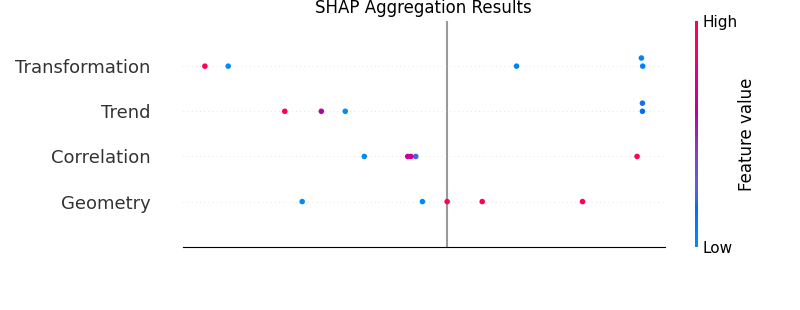 SHAP Aggregation Results
High
Transformation
Trend
Correlation
Geometry
Low
Feature value